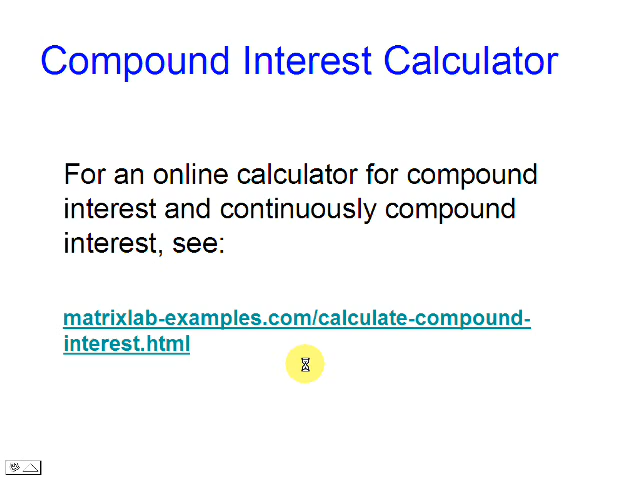 Compound Interest Calculator
For an online calculator for compound
interest and continuously compound
interest, see:
matrixlab-examples.com/calculate-compound-
interest.html